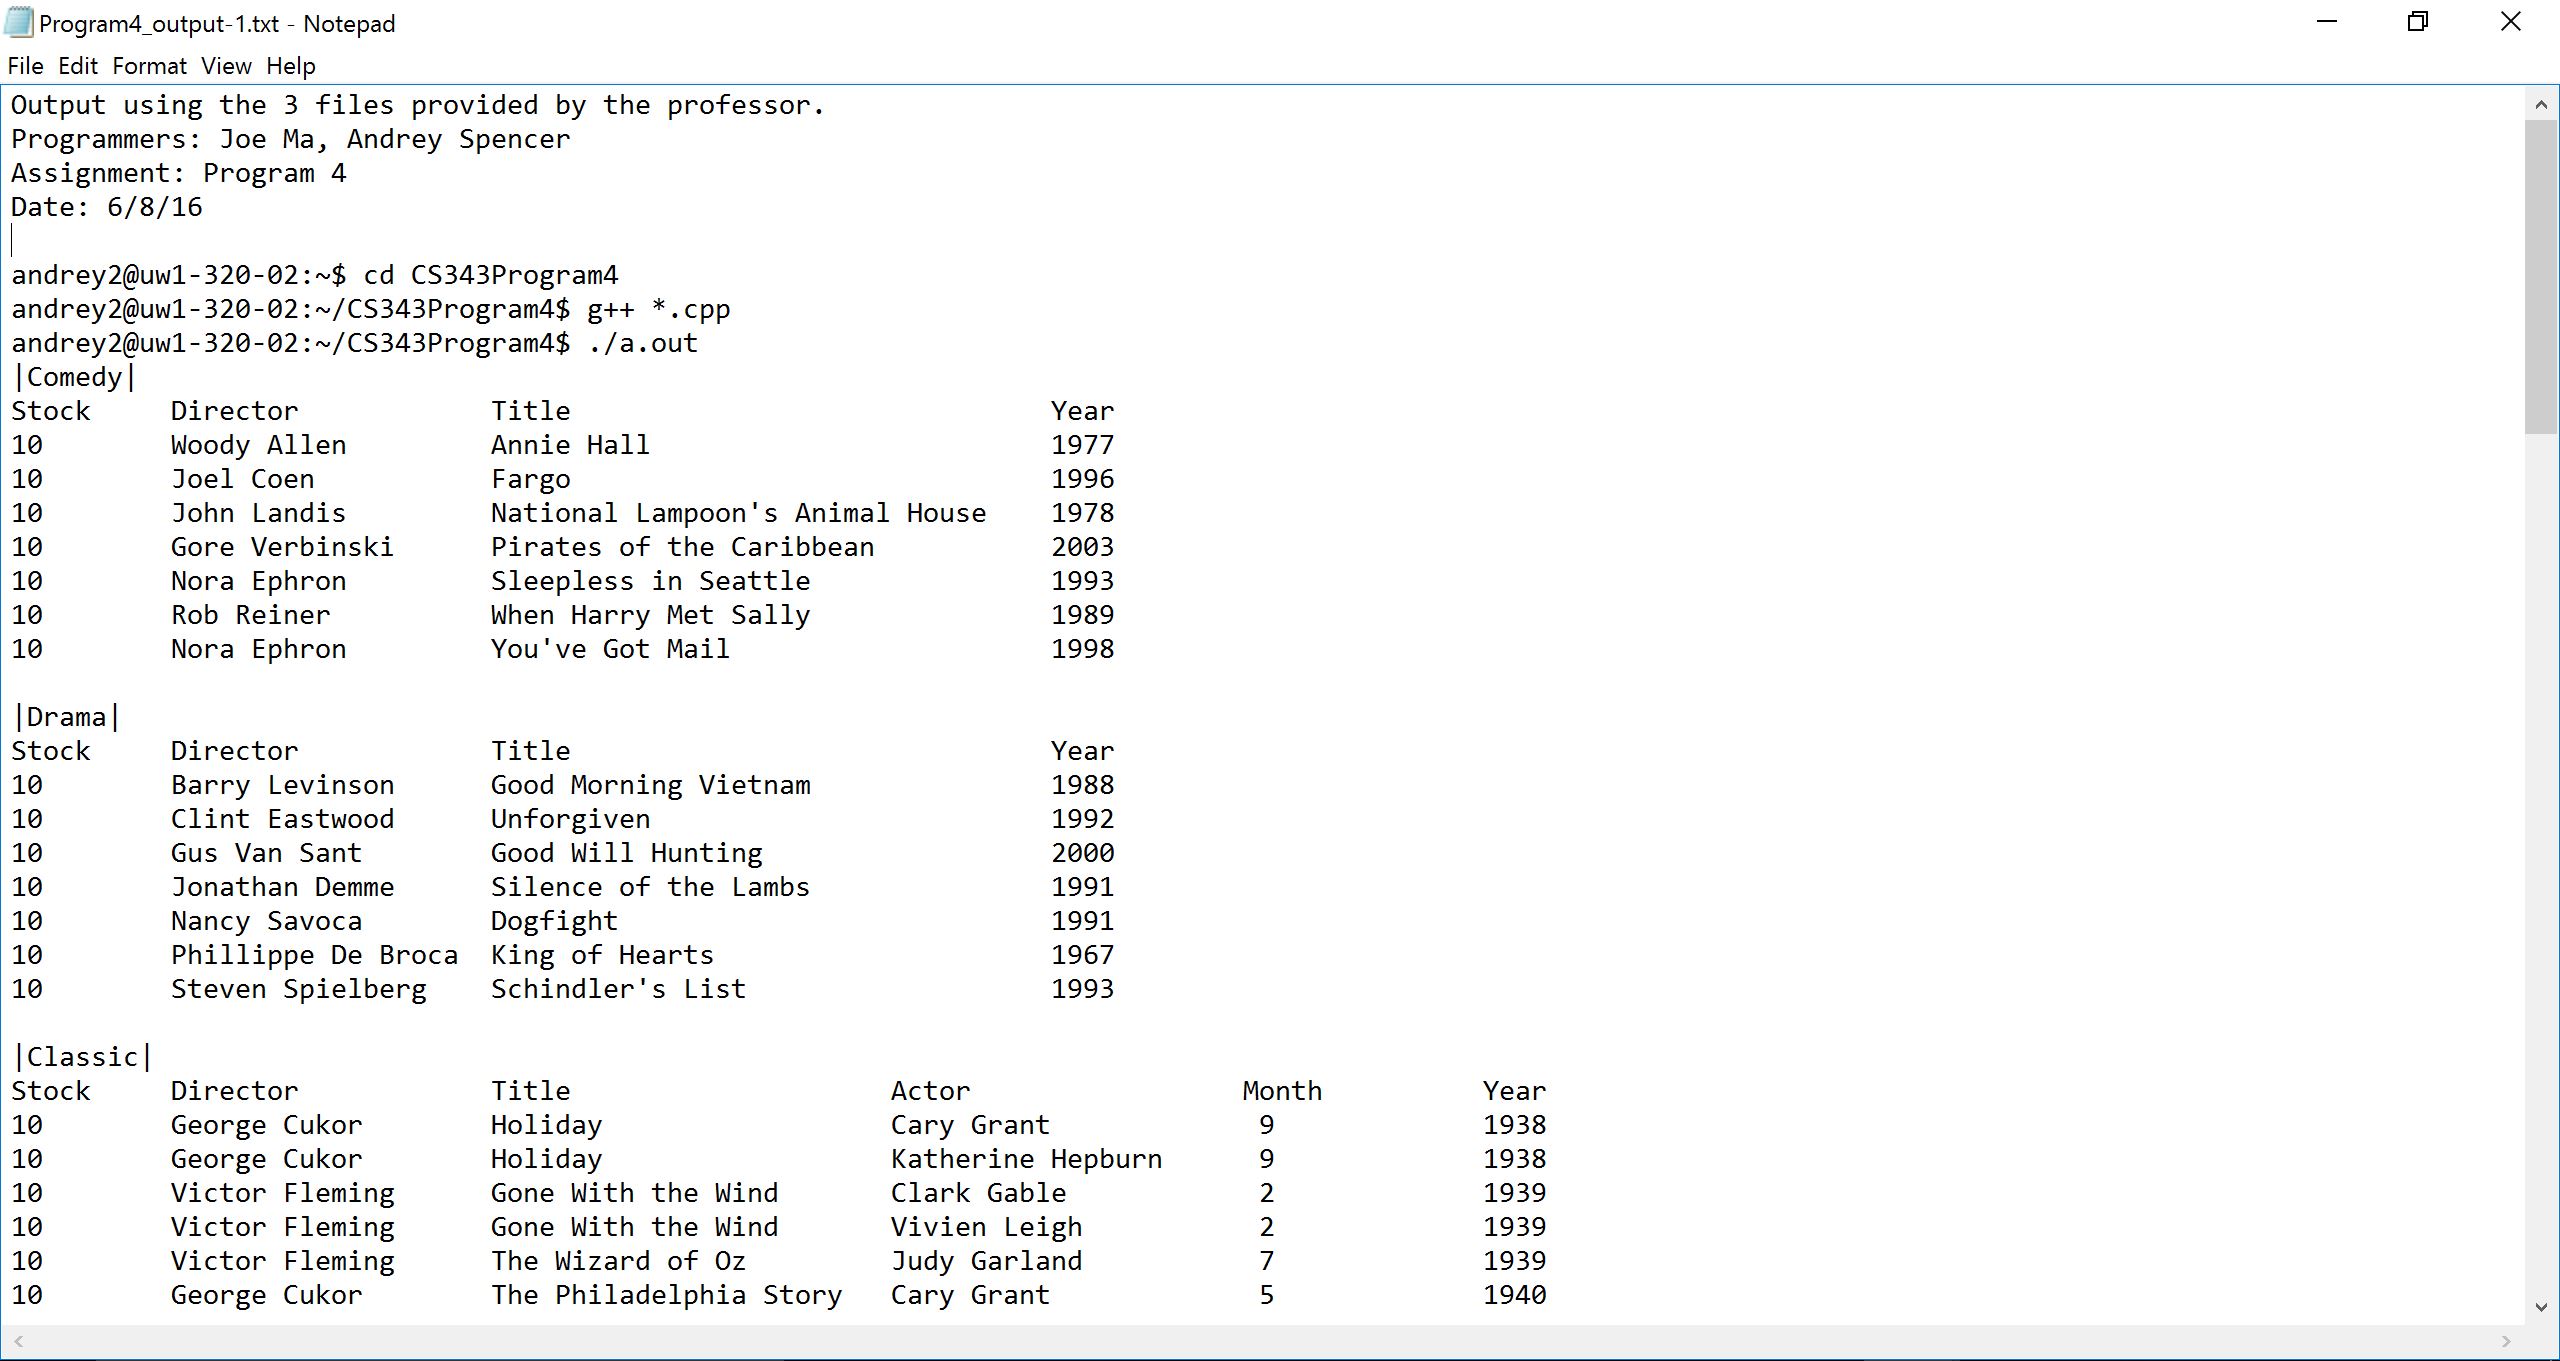 Program4_output-1.txt - Notepad
File Edit Format View Help
Output using the 3 files provided by the professor.
Programmers: Joe Ma, Andrey Spencer
Assignment: Program 4
Date: 6/8/16

andrey2@uw1-320-02:~$ cd CS343Program4
andrey2@uw1-320-02:~/CS343Program4$ g++ *.cpp
andrey2@uw1-320-02:~/CS343Program4$ ./a.out
|Comedy|
Stock     Director            Title                              Year
10        Woody Allen         Annie Hall                         1977
10        Joel Coen           Fargo                              1996
10        John Landis         National Lampoon's Animal House    1978
10        Gore Verbinski      Pirates of the Caribbean           2003
10        Nora Ephron         Sleepless in Seattle               1993
10        Rob Reiner          When Harry Met Sally               1989
10        Nora Ephron         You've Got Mail                    1998

|Drama|
Stock     Director            Title                              Year
10        Barry Levinson      Good Morning Vietnam               1988
10        Clint Eastwood      Unforgiven                         1992
10        Gus Van Sant        Good Will Hunting                  2000
10        Jonathan Demme      Silence of the Lambs               1991
10        Nancy Savoca        Dogfight                           1991
10        Phillippe De Broca  King of Hearts                     1967
10        Steven Spielberg    Schindler's List                   1993

|Classic|
Stock     Director            Title                    Actor                 Month          Year
10        George Cukor        Holiday                  Cary Grant             9             1938
10        George Cukor        Holiday                  Katherine Hepburn      9             1938
10        Victor Fleming      Gone With the Wind       Clark Gable            2             1939
10        Victor Fleming      Gone With the Wind       Vivien Leigh           2             1939
10        Victor Fleming      The Wizard of Oz         Judy Garland           7             1939
10        George Cukor        The Philadelphia Story   Cary Grant             5             1940